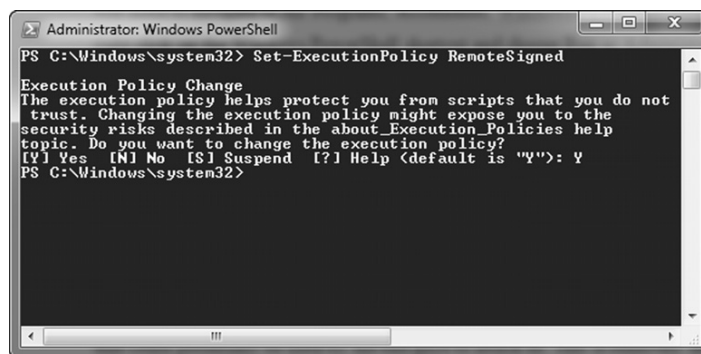 Administrator: Windows PowerShell
PS C:\Windows\system32> Set-ExecutionPolicy RemoteSigned
Execution Policy Change
The execution policy helps protect you from scripts that you do not
trust. Changing the execution policy might expose you to the
security risks described in the about_Execution_Policies help
topic. Do you want to change the execution policy?
[Y] Yes  [N] No  [S] Suspend  [?] Help (default is "Y"): Y
PS C:\Windows\system32>